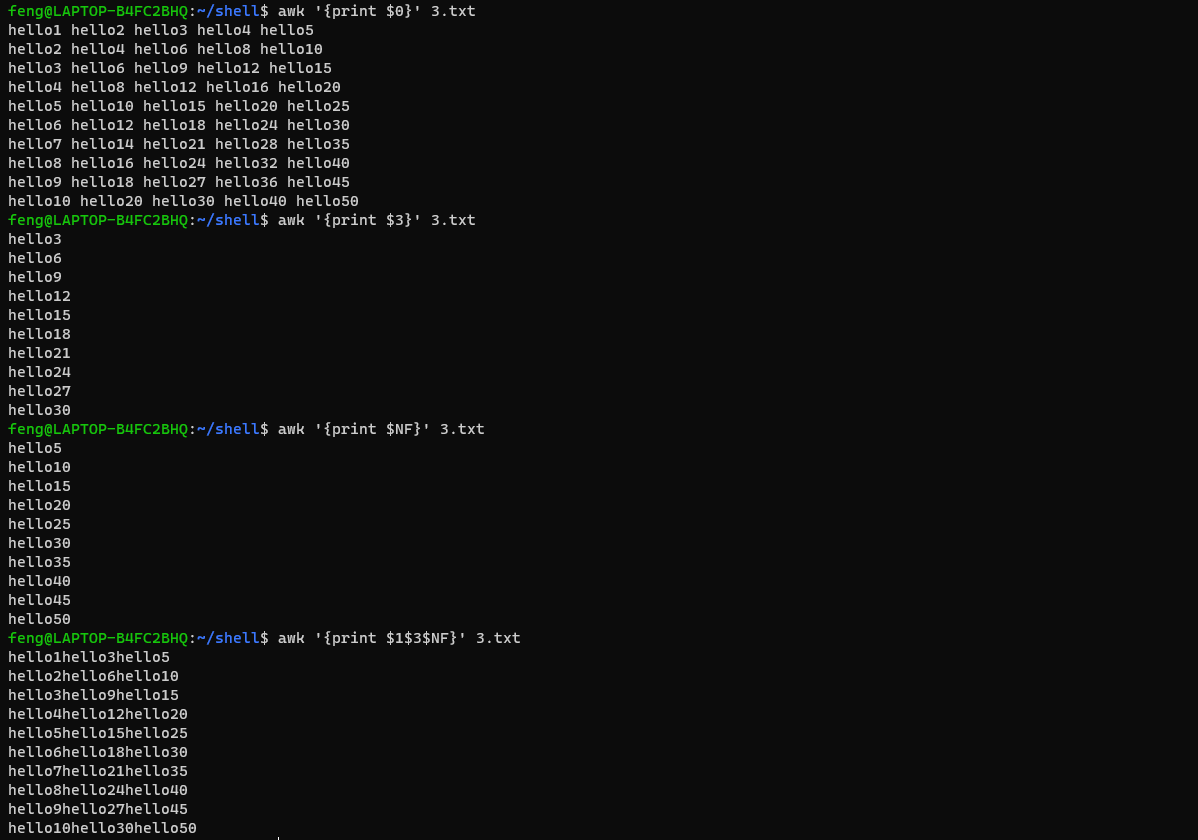 feng@LAPTOP-B4FC2BHQ:~/shell$ awk '{print $0}' 3.txt
hello1 hello2 hello3 hello4 hello5
hello2 hello4 hello6 hello8 hello10
hello3 hello6 hello9 hello12 hello15
hello4 hello8 hello12 hello16 hello20
hello5 hello10 hello15 hello20 hello25
hello6 hello12 hello18 hello24 hello30
hello7 hello14 hello21 hello28 hello35
hello8 hello16 hello24 hello32 hello40
hello9 hello18 hello27 hello36 hello45
hello10 hello20 hello30 hello40 hello50
feng@LAPTOP-B4FC2BHQ:~/shell$ awk '{print $3}' 3.txt
hello3
hello6
hello9
hello12
hello15
hello18
hello21
hello24
hello27
hello30
feng@LAPTOP-B4FC2BHQ:~/shell$ awk '{print $NF}' 3.txt
hello5
hello10
hello15
hello20
hello25
hello30
hello35
hello40
hello45
hello50
feng@LAPTOP-B4FC2BHQ:~/shell$ awk '{print $1$3$NF}' 3.txt
hello1hello3hello5
hello2hello6hello10
hello3hello9hello15
hello4hello12hello20
hello5hello15hello25
hello6hello18hello30
hello7hello21hello35
hello8hello24hello40
hello9hello27hello45
hello10hello30hello50